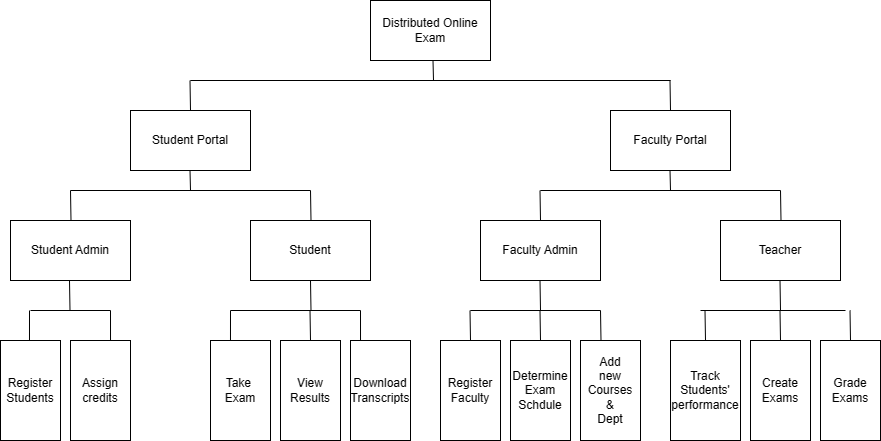 Distributed Online
Exam
Student Portal
Faculty Portal
Student Admin
Student
Faculty Admin
Teacher
Register
Students
Assign
credits
Take
Exam
View
Results
Download
Transcripts
Register
Faculty
Determine
Exam
Schdule
Add
new
Courses
&
Dept
Track
Students'
performance
Create
Exams
Grade
Exams